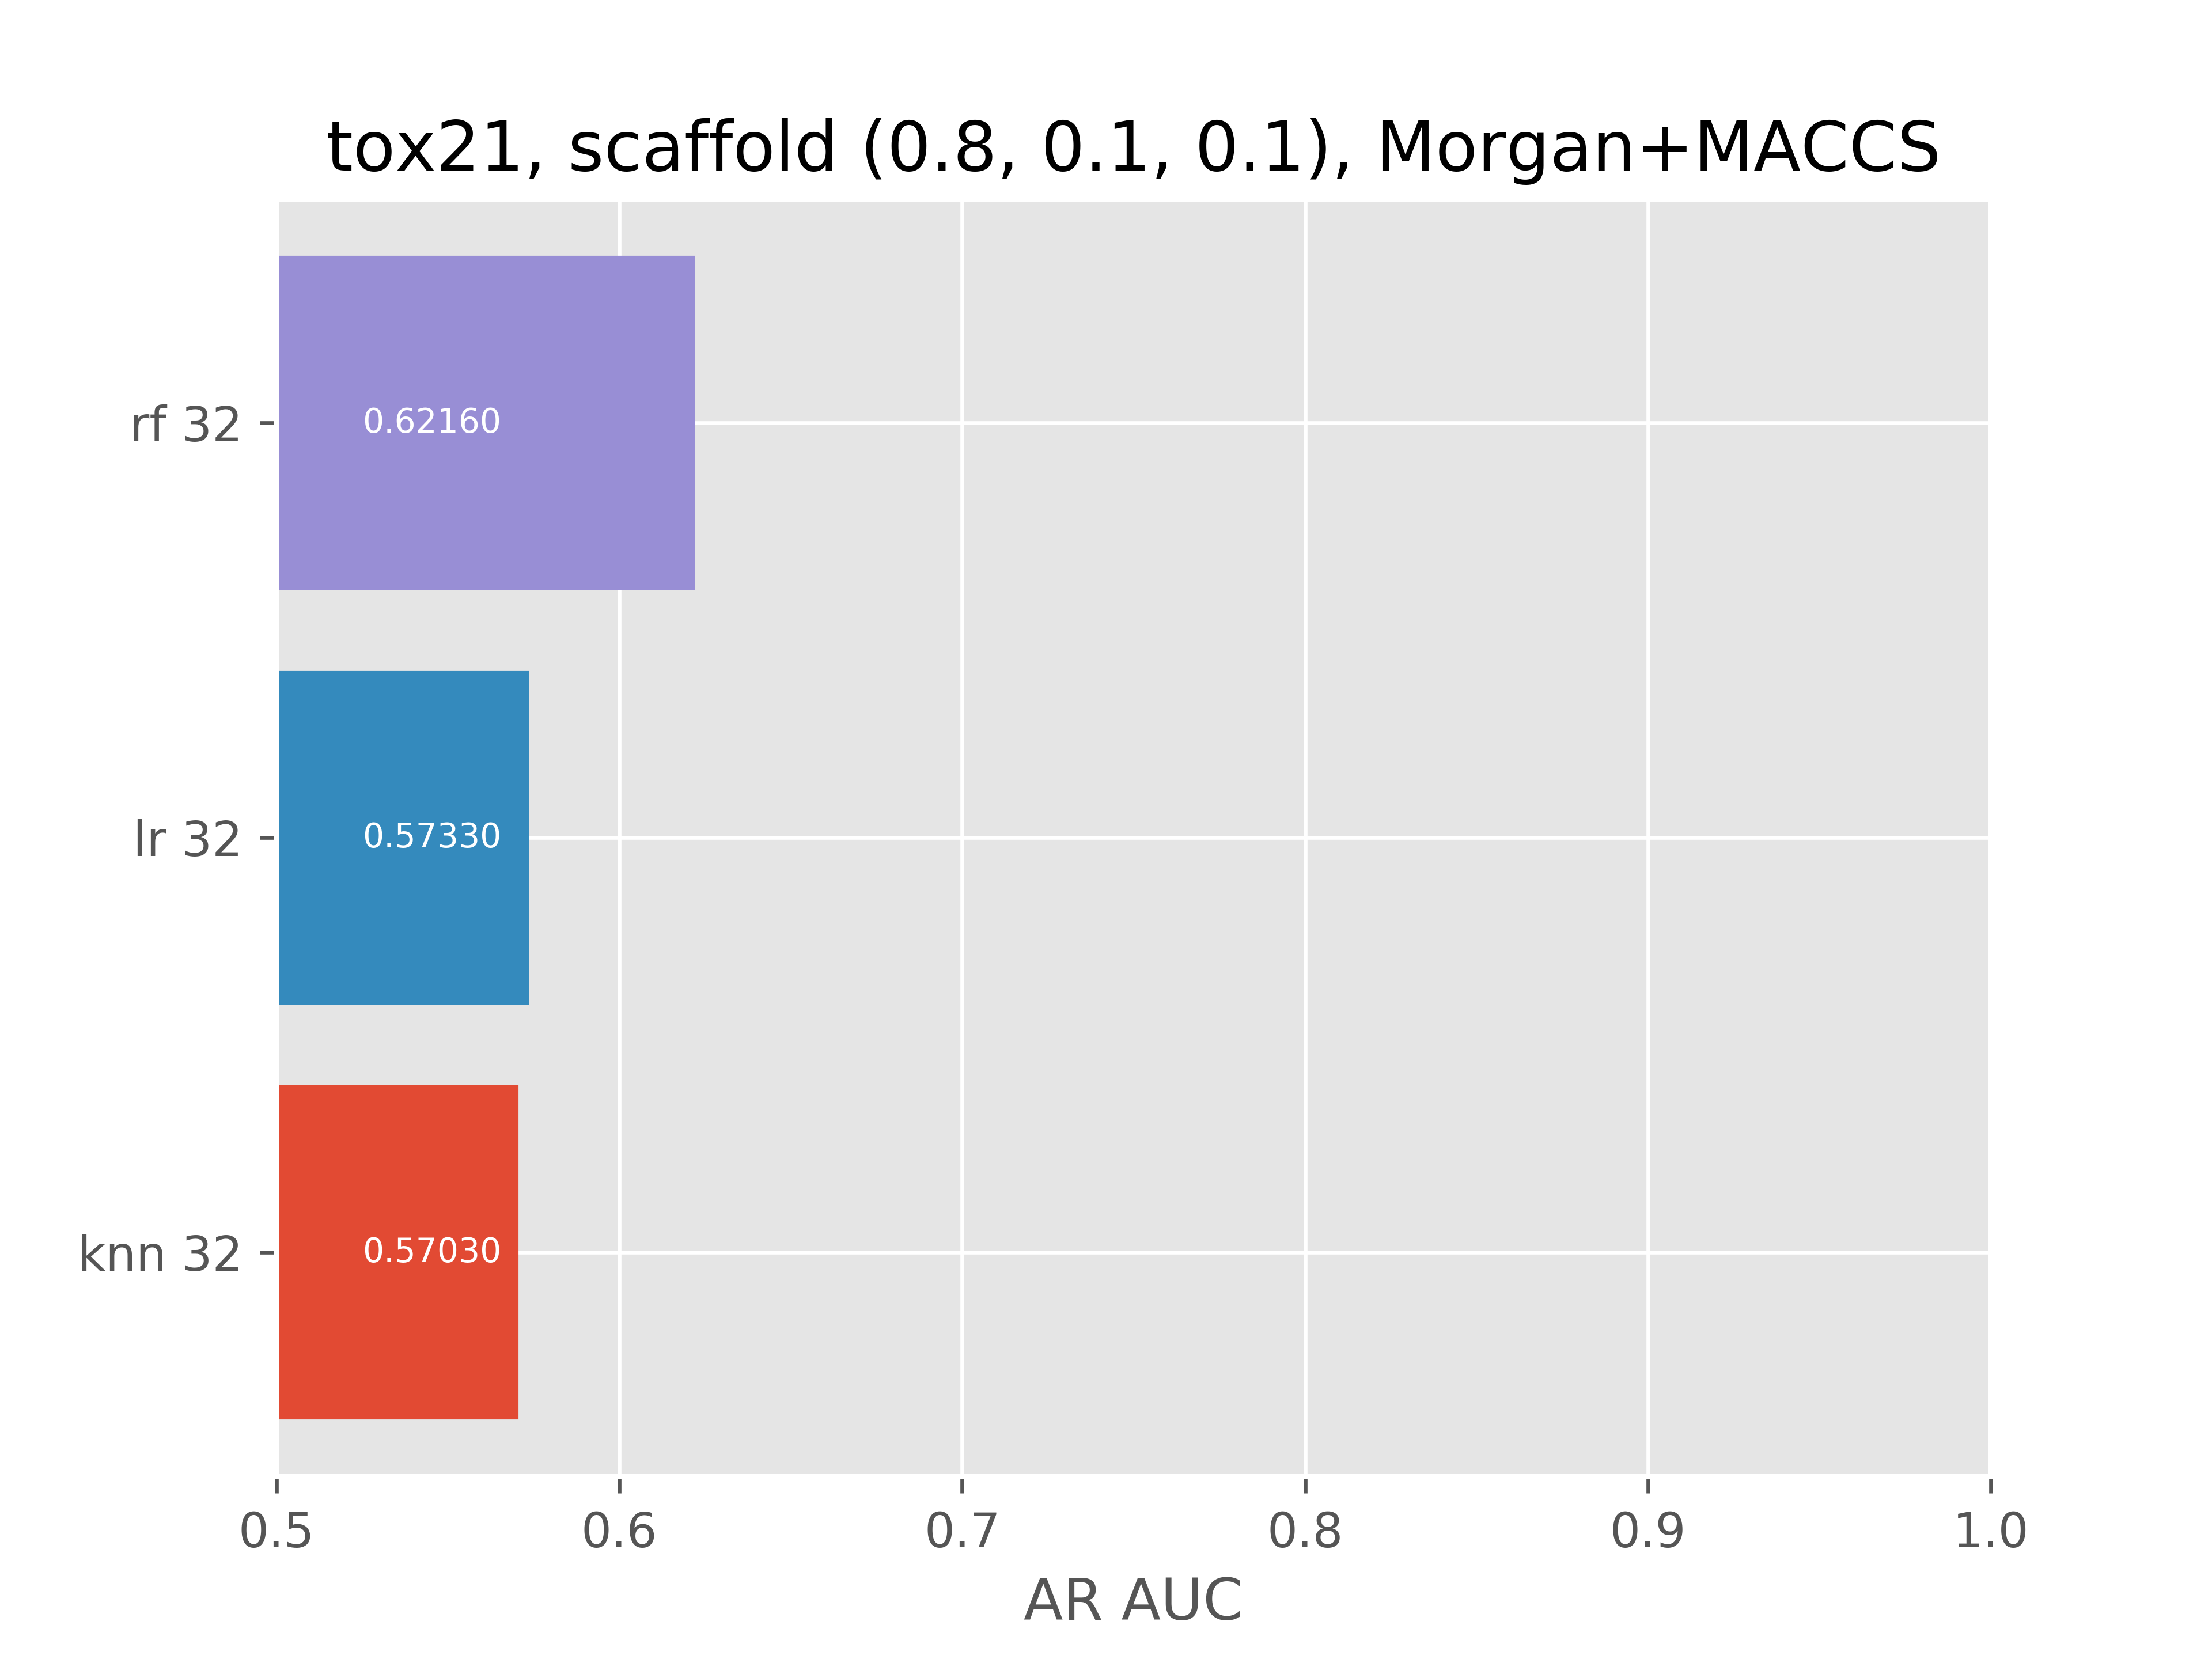 tox21, scaffold (0.8, 0.1, 0.1), Morgan+MACCS
rf 32
0.62160
lr 32
0.57330
knn 32
0.57030
0.5 0.6 0.7 0.8 0.9 1.0
AR AUC